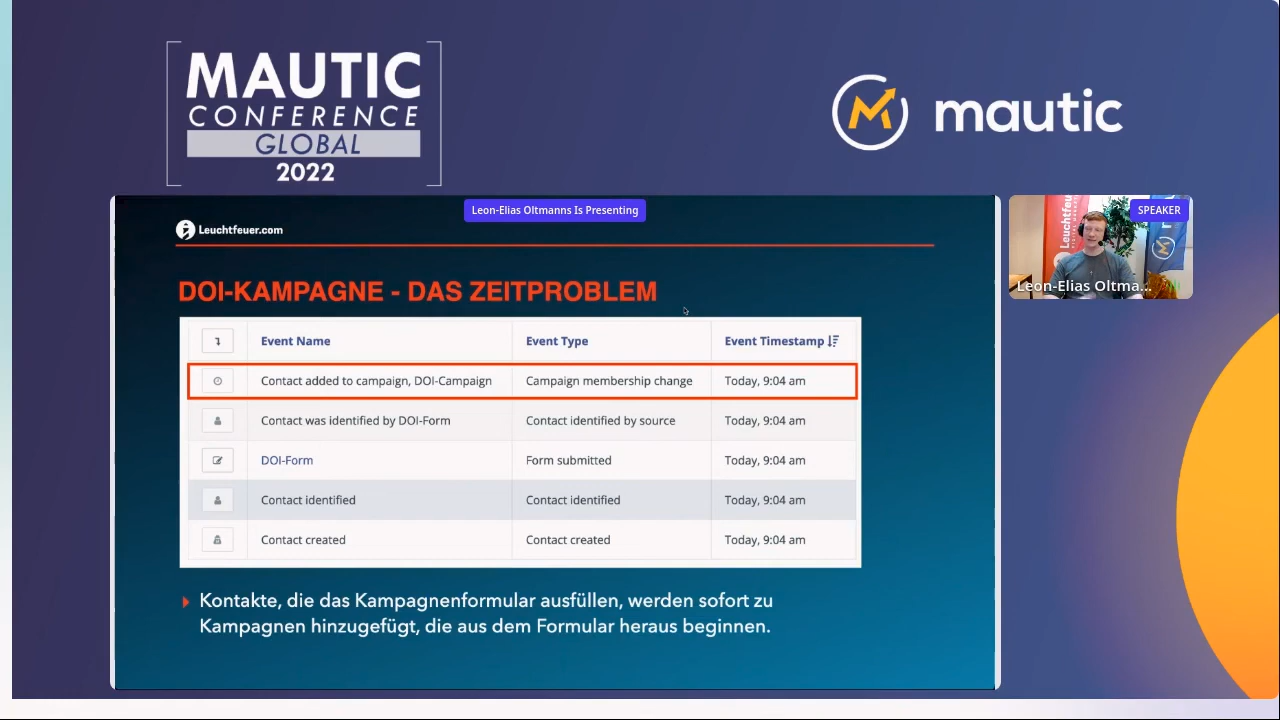 MAUTIC
CONFERENCE
GLOBAL
2022
mautic
Leon-Elias Oltmanns Is Presenting
SPEAKER
Leuchtfeu
Leon-Elias Oltma...
Leuchtfeuer.com
DOI-KAMPAGNE - DAS ZEITPROBLEM
Event Name Event Type Event Timestamp
Contact added to campaign, DOI-Campaign Campaign membership change Today, 9:04 am
Contact was identified by DOI-Form Contact identified by source Today, 9:04 am
DOI-Form Form submitted Today, 9:04 am
Contact identified Contact identified Today, 9:04 am
Contact created Contact created Today, 9:04 am
Kontakte, die das Kampagnenformular ausfüllen, werden sofort zu
Kampagnen hinzugefügt, die aus dem Formular heraus beginnen.